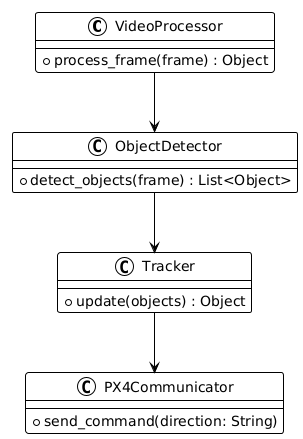 C VideoProcessor
process_frame(frame) : Object
C ObjectDetector
detect_objects(frame) : List<Object>
C Tracker
update(objects) : Object
C PX4Communicator
send_command(direction: String)